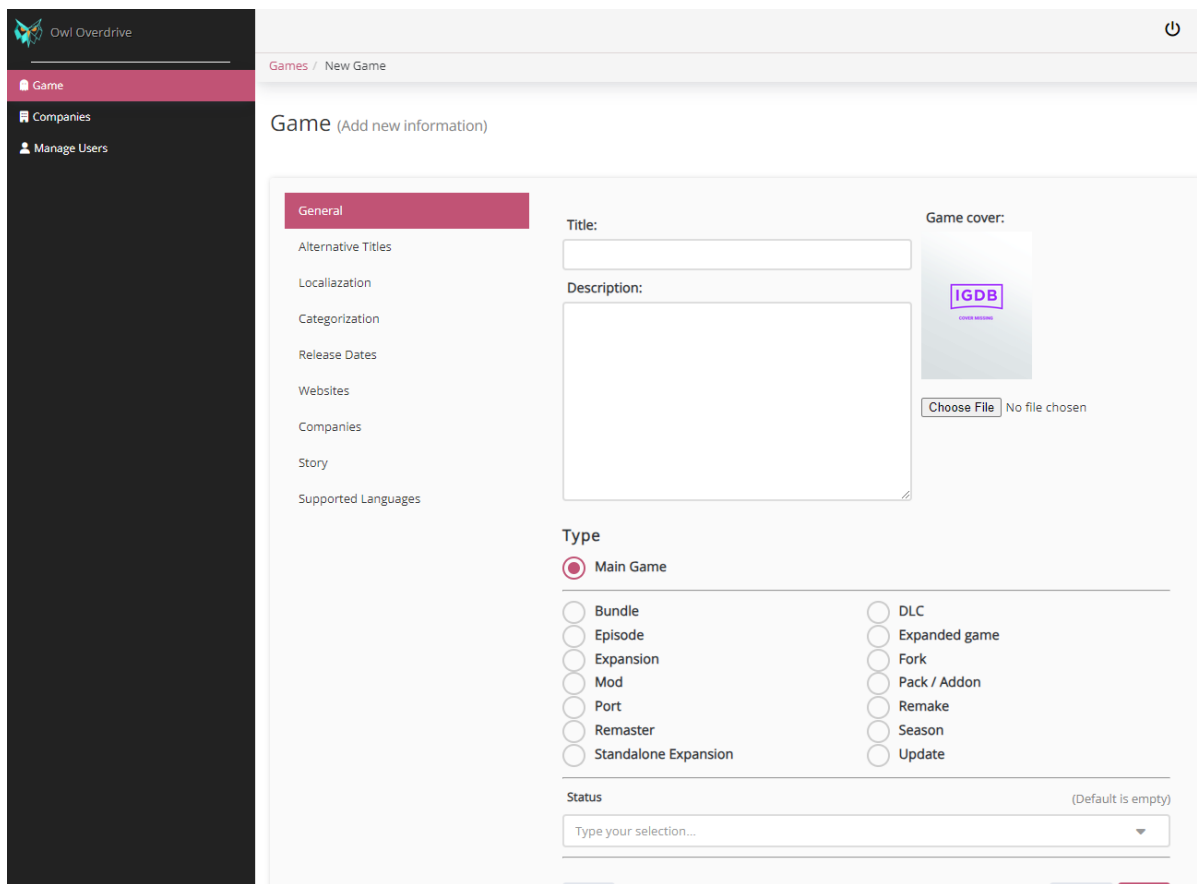 Owl Overdrive
Game
Companies
Manage Users
Games / New Game
Game (Add new information)
General
Alternative Titles
Locallazation
Categorization
Release Dates
Websites
Companies
Story
Supported Languages
Title:
Description:
Game cover:
IGDB
COVER MISSING
Choose File No file chosen
Type
Main Game
Bundle DLC
Episode Expanded game
Expansion Fork
Mod Pack / Addon
Port Remake
Remaster Season
Standalone Expansion Update
Status (Default is empty)
Type your selection...